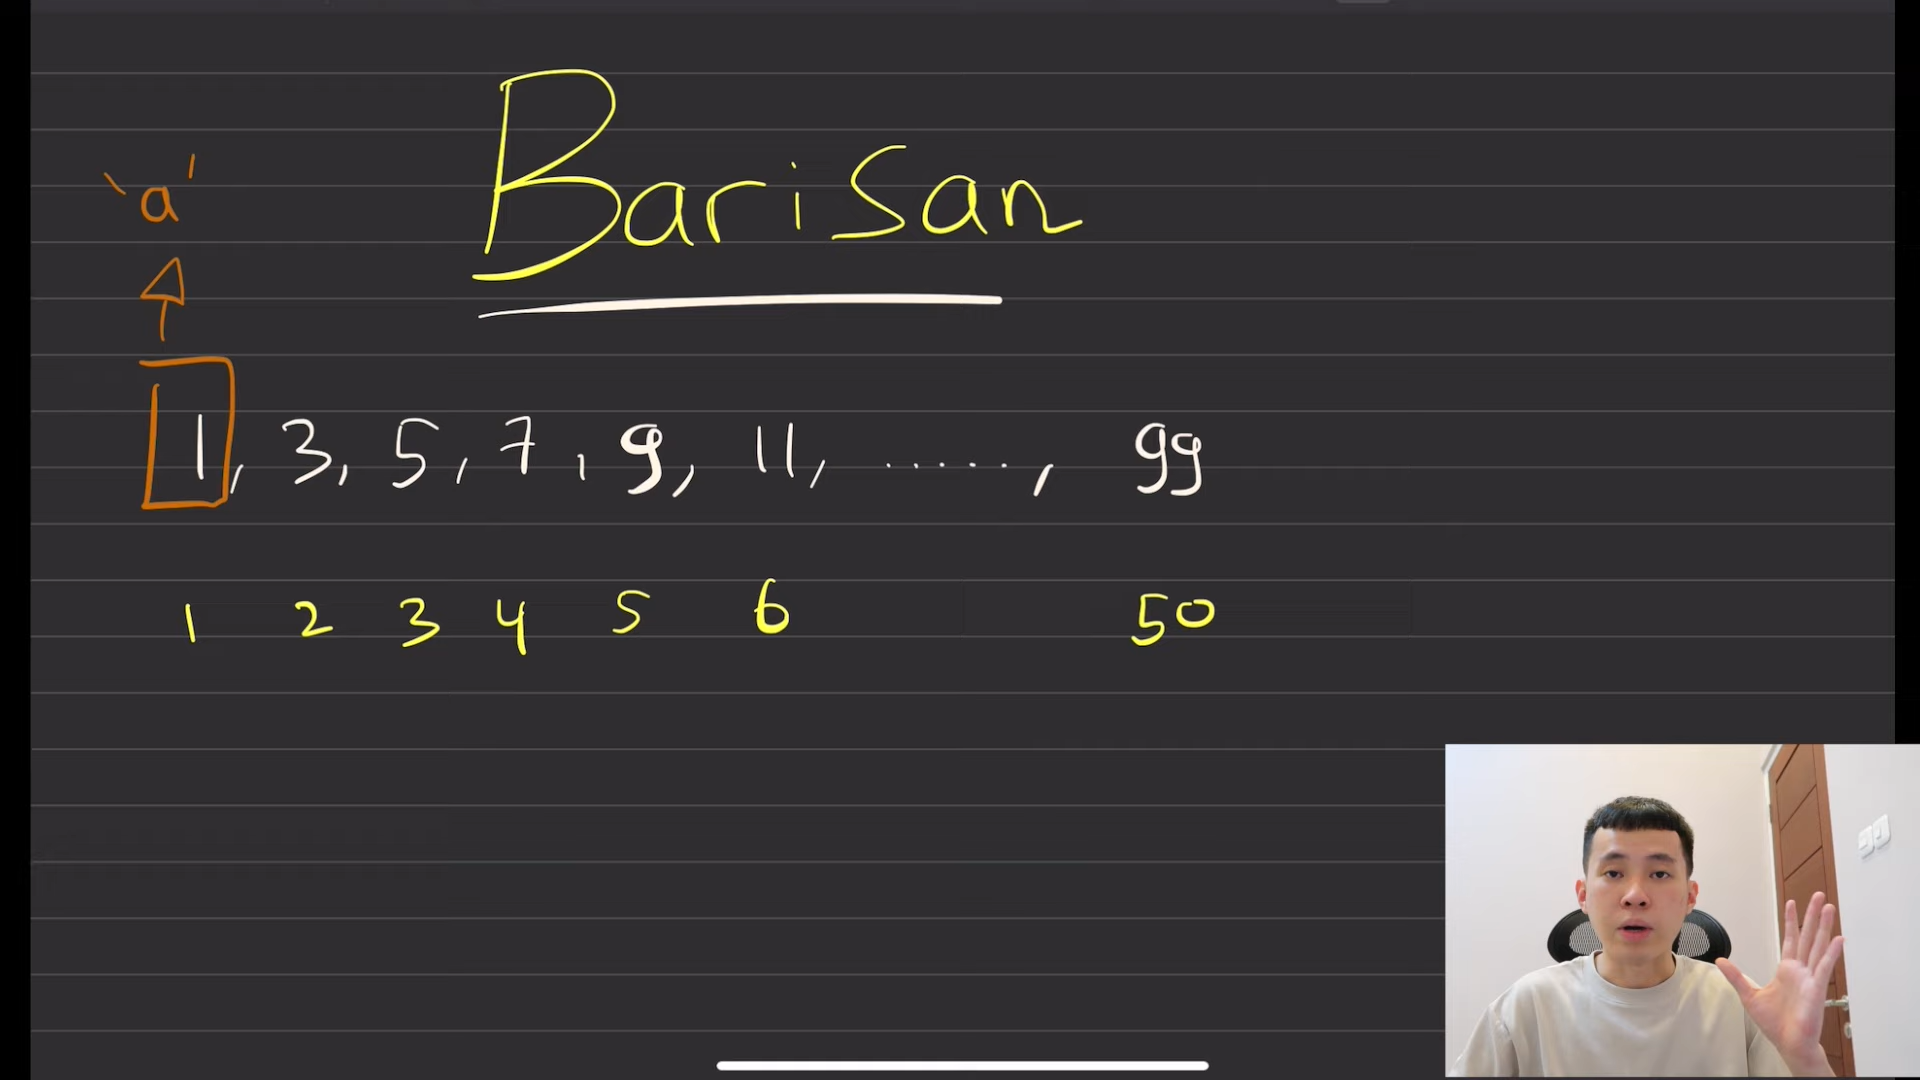 Barisan
'a'
1, 3, 5, 7, 9, 11, ....., 99
1 2 3 4 5 6 50